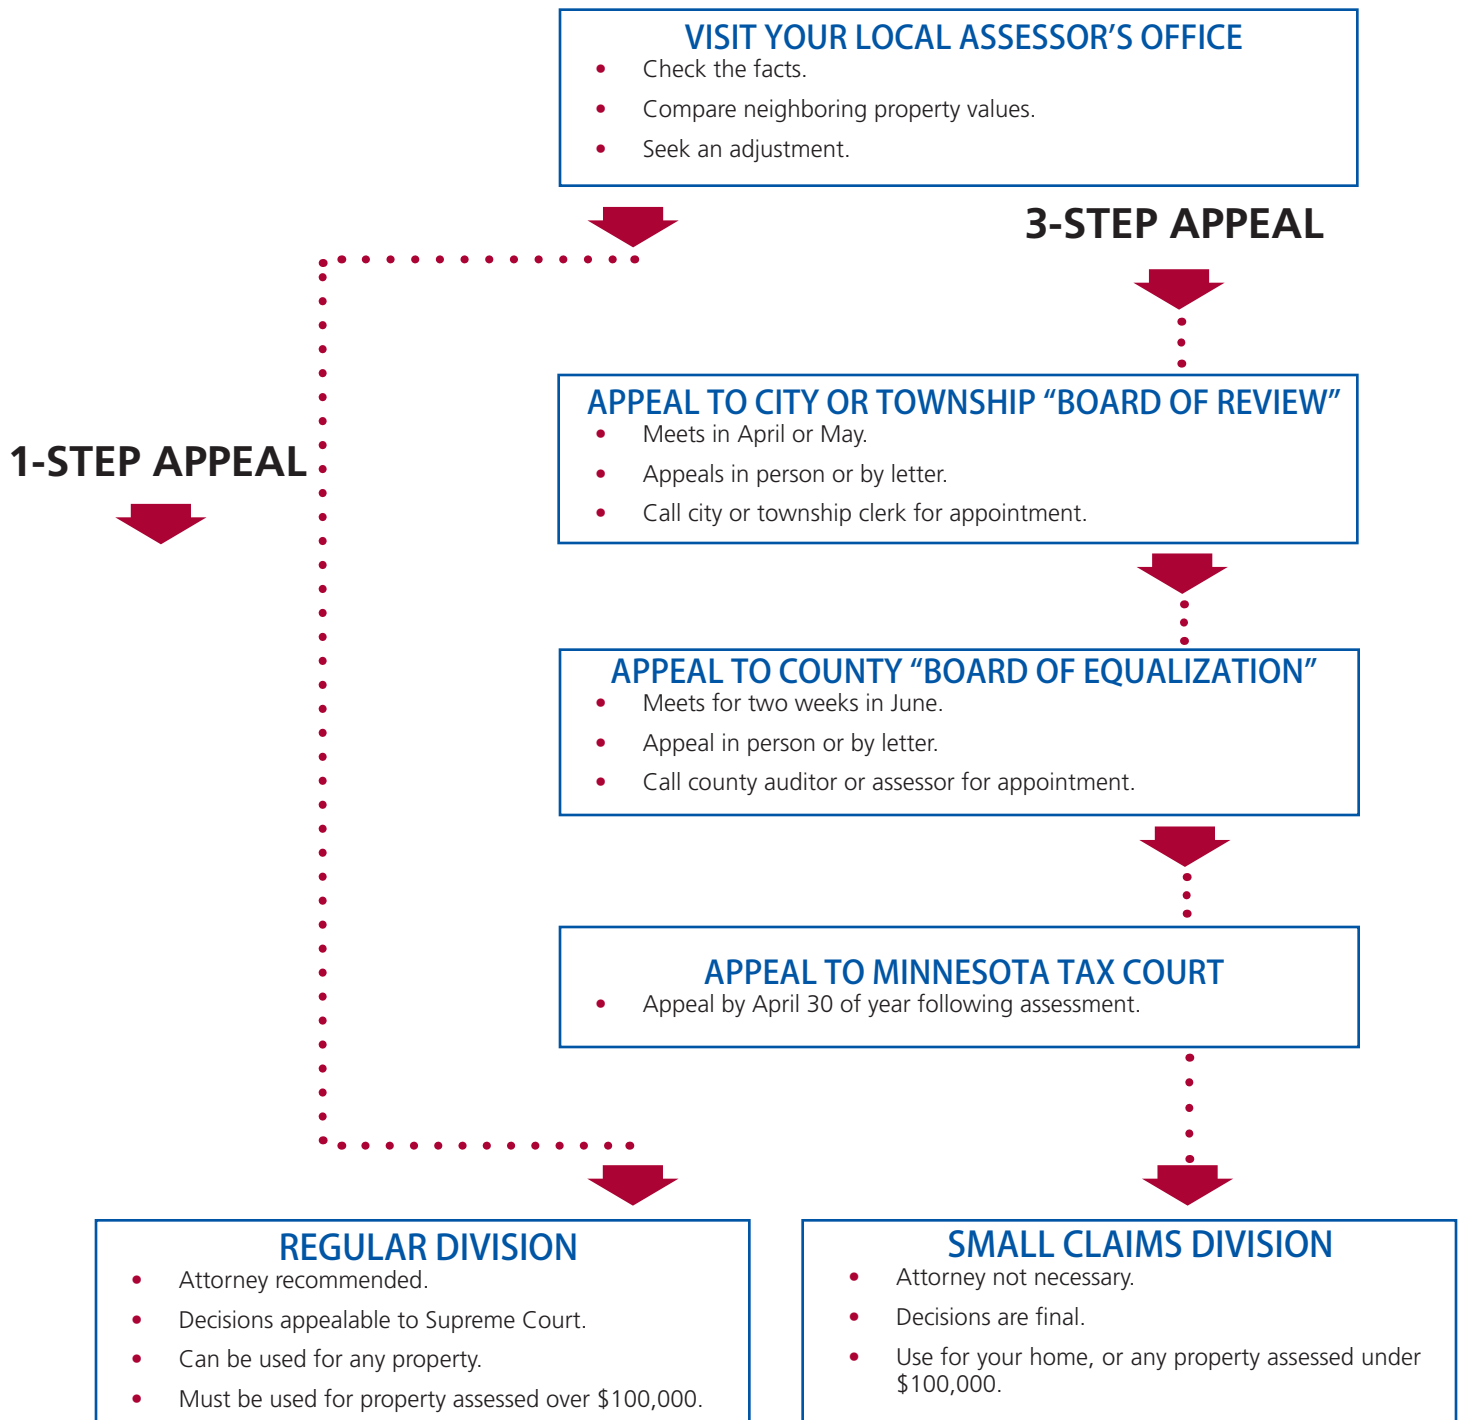 VISIT YOUR LOCAL ASSESSOR’S OFFICE
• Check the facts.
• Compare neighboring property values.
• Seek an adjustment.
3-STEP APPEAL
APPEAL TO CITY OR TOWNSHIP “BOARD OF REVIEW”
• Meets in April or May.
• Appeals in person or by letter.
• Call city or township clerk for appointment.
1-STEP APPEAL
APPEAL TO COUNTY “BOARD OF EQUALIZATION”
• Meets for two weeks in June.
• Appeal in person or by letter.
• Call county auditor or assessor for appointment.
APPEAL TO MINNESOTA TAX COURT
• Appeal by April 30 of year following assessment.
REGULAR DIVISION
• Attorney recommended.
• Decisions appealable to Supreme Court.
• Can be used for any property.
• Must be used for property assessed over $100,000.
SMALL CLAIMS DIVISION
• Attorney not necessary.
• Decisions are final.
• Use for your home, or any property assessed under
$100,000.